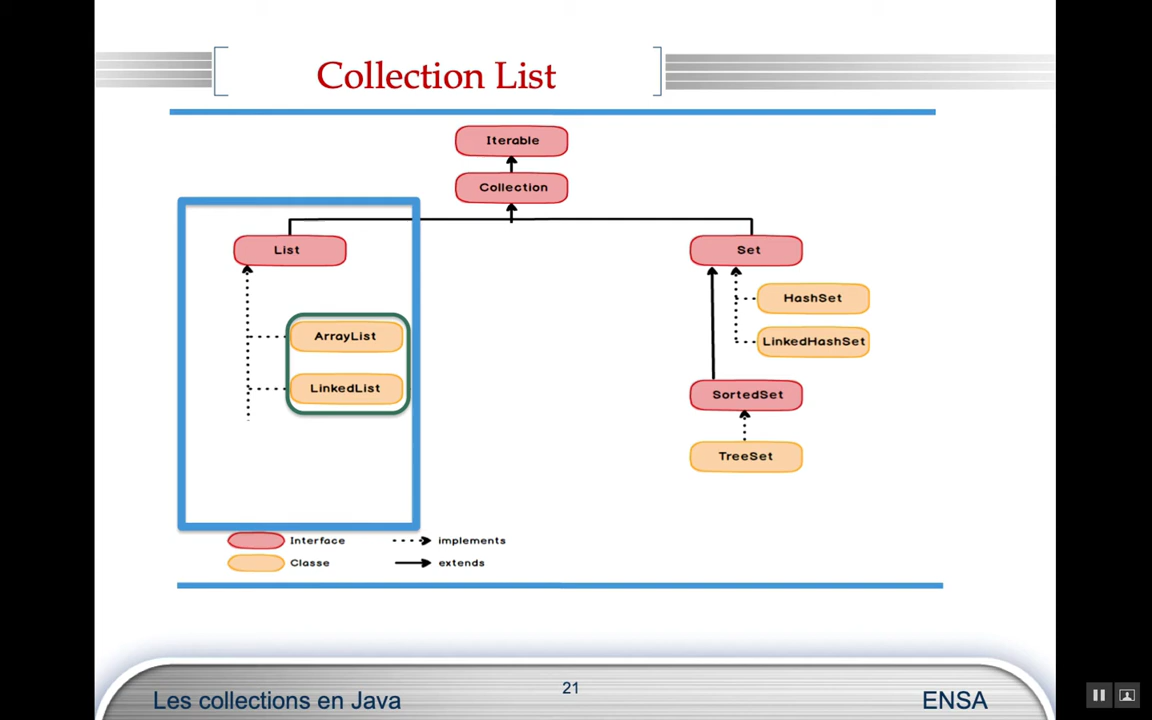 Collection List
Iterable
Collection
List
Set
HashSet
ArrayList
LinkedHashSet
LinkedList
SortedSet
TreeSet
Interface
implements
Classe
extends
Les collections en Java
21
ENSA